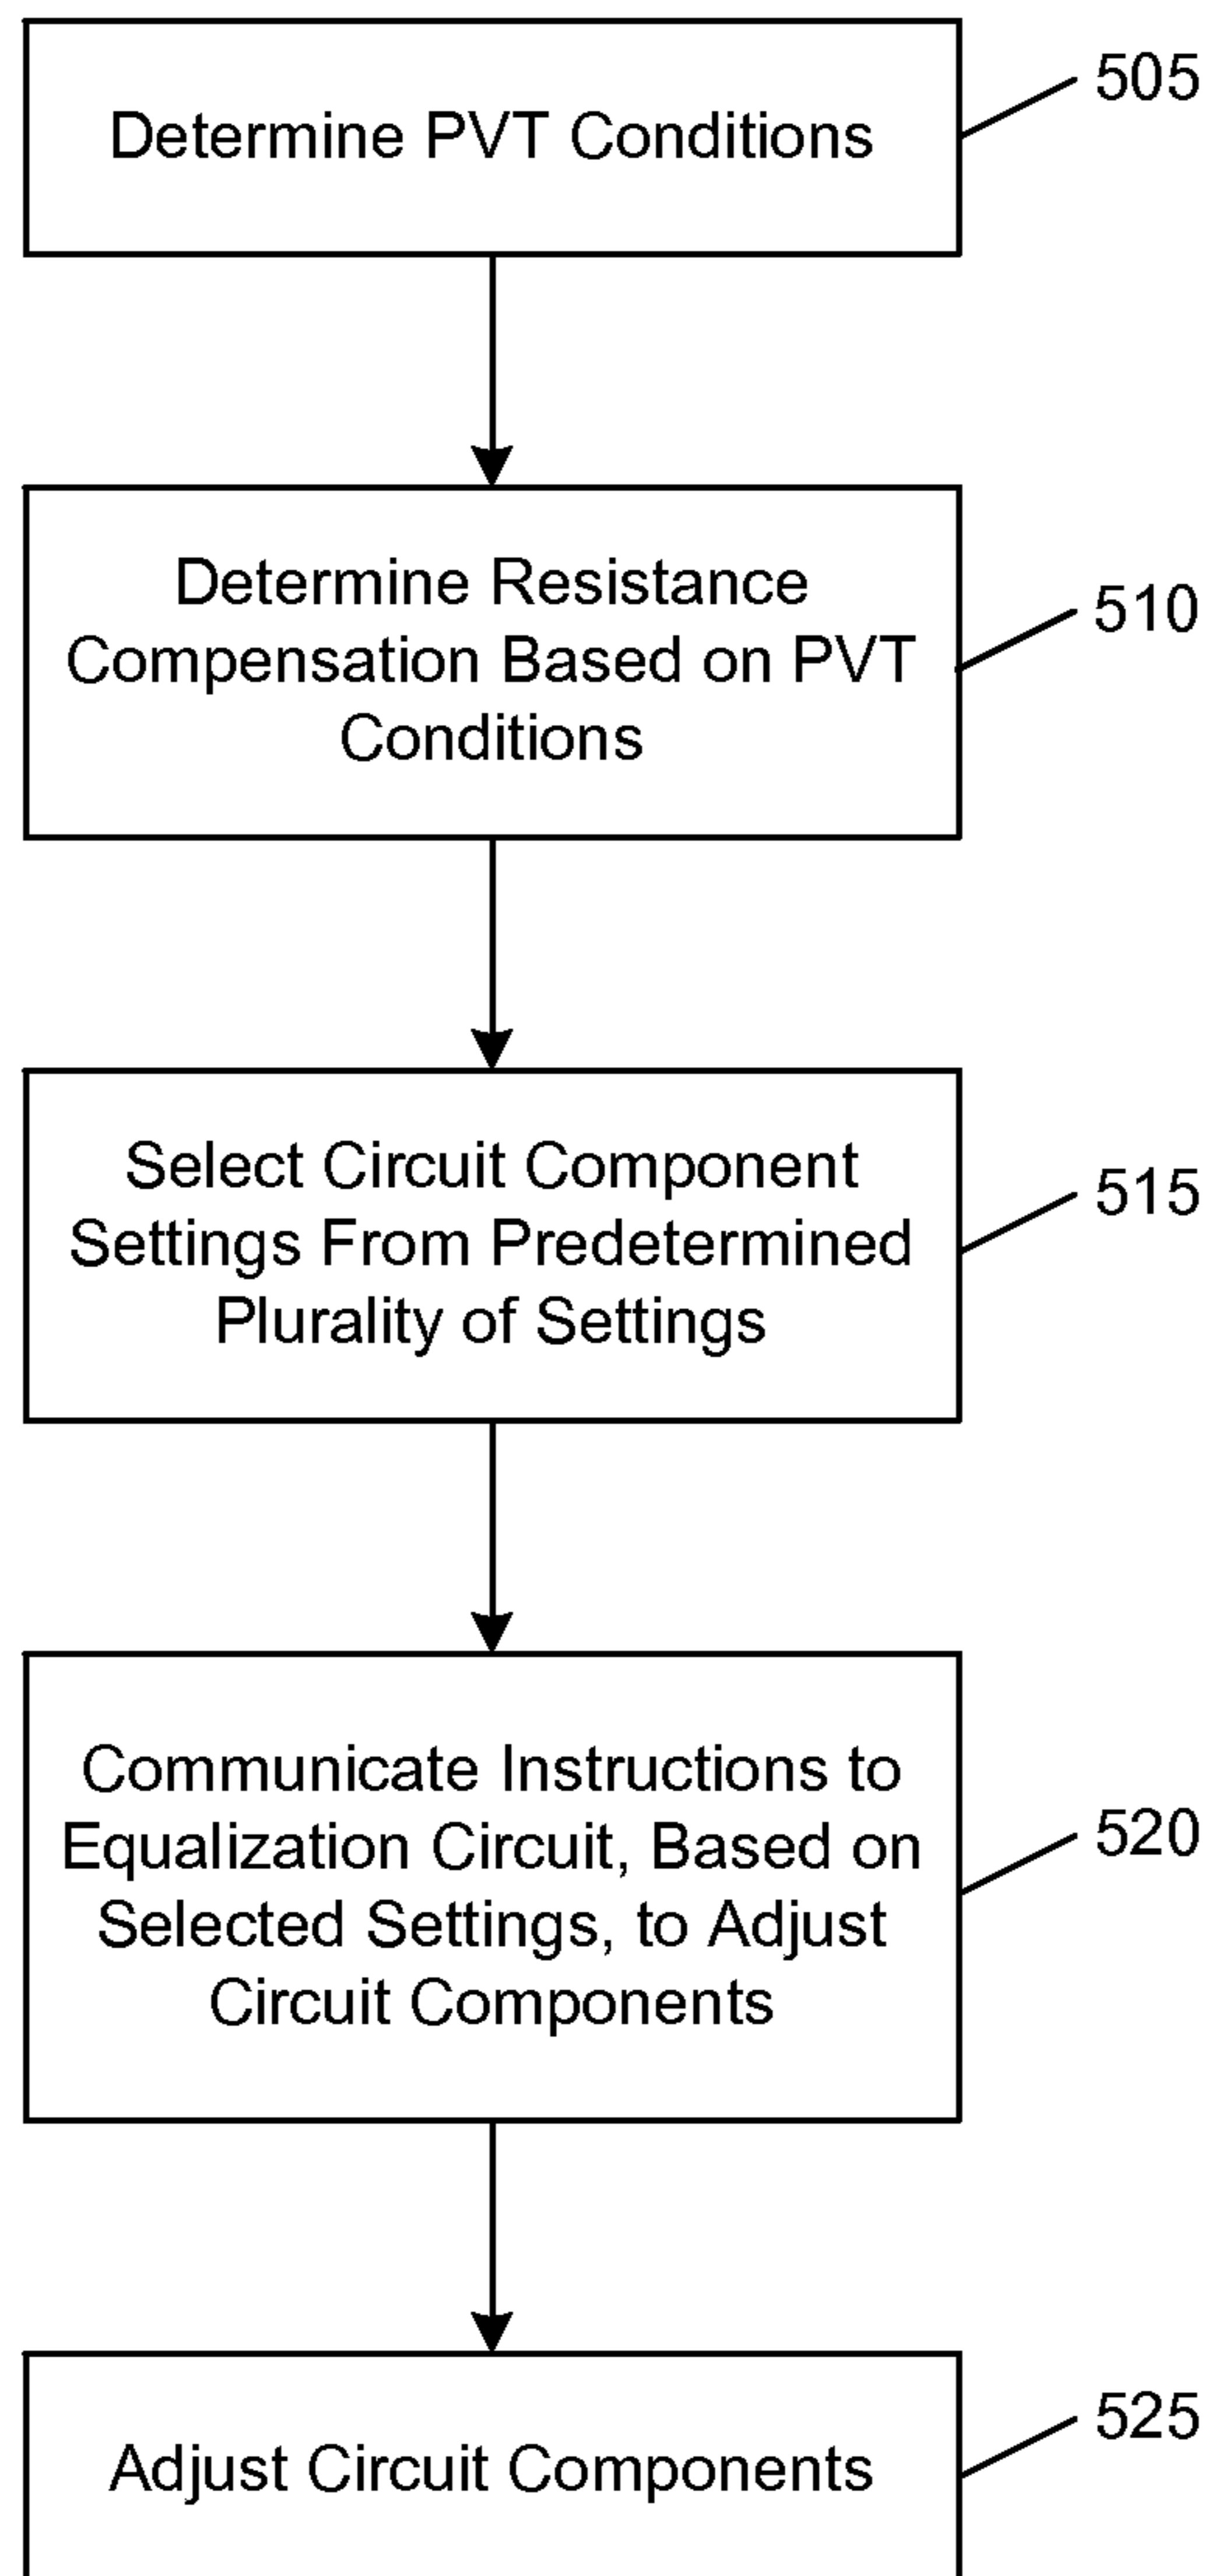 Determine PVT Conditions
505
Determine Resistance
Compensation Based on PVT
Conditions
510
Select Circuit Component
Settings From Predetermined
Plurality of Settings
515
Communicate Instructions to
Equalization Circuit, Based on
Selected Settings, to Adjust
Circuit Components
520
Adjust Circuit Components
525